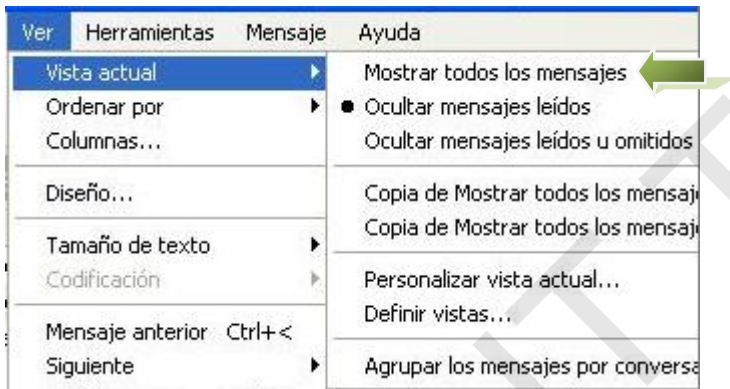 Ver Herramientas Mensaje Ayuda
Vista actual
Ordenar por
Columnas...
Diseño...
Tamaño de texto
Codificación
Mensaje anterior Ctrl+<
Siguiente
Mostrar todos los mensajes
Ocultar mensajes leídos
Ocultar mensajes leídos u omitidos
Copia de Mostrar todos los mensaj
Copia de Mostrar todos los mensaj
Personalizar vista actual...
Definir vistas...
Agrupar los mensajes por conversa